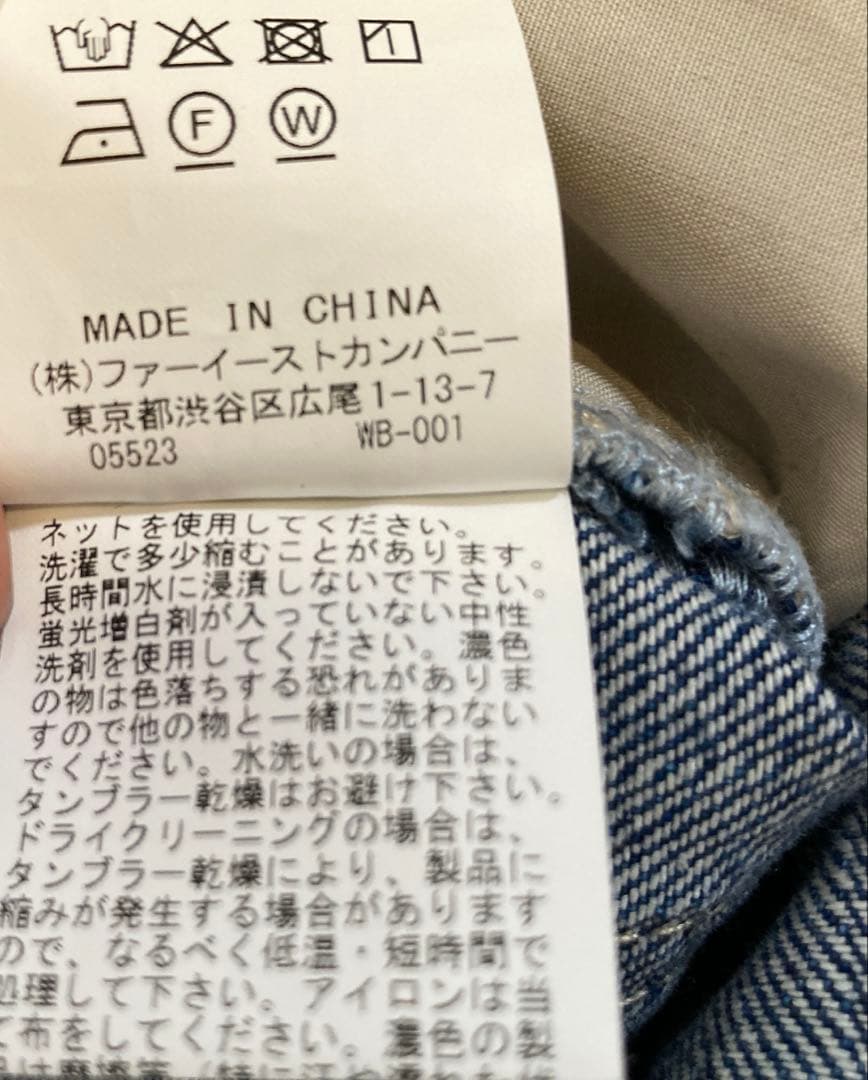 F W
MADE IN CHINA
(株)ファーイーストカンパニー
東京都渋谷区広尾1-13-7
05523 WB-001
ネットを使用してください。
洗濯で多少縮むことがあります。
長時間水に浸漬しないで下さい。
蛍光増白剤が入っていない中性
洗剤を使用してください。濃色
の物は色落ちする恐れがありま
すので他の物と一緒に洗わない
でください。水洗いの場合は、
タンブラー乾燥はお避け下さい。
ドライクリーニングの場合は、
タンブラー乾燥により、製品に
縮みが発生する場合があります
ので、なるべく低温・短時間で
処理して下さい。アイロンは当
て布をしてください。濃色の製